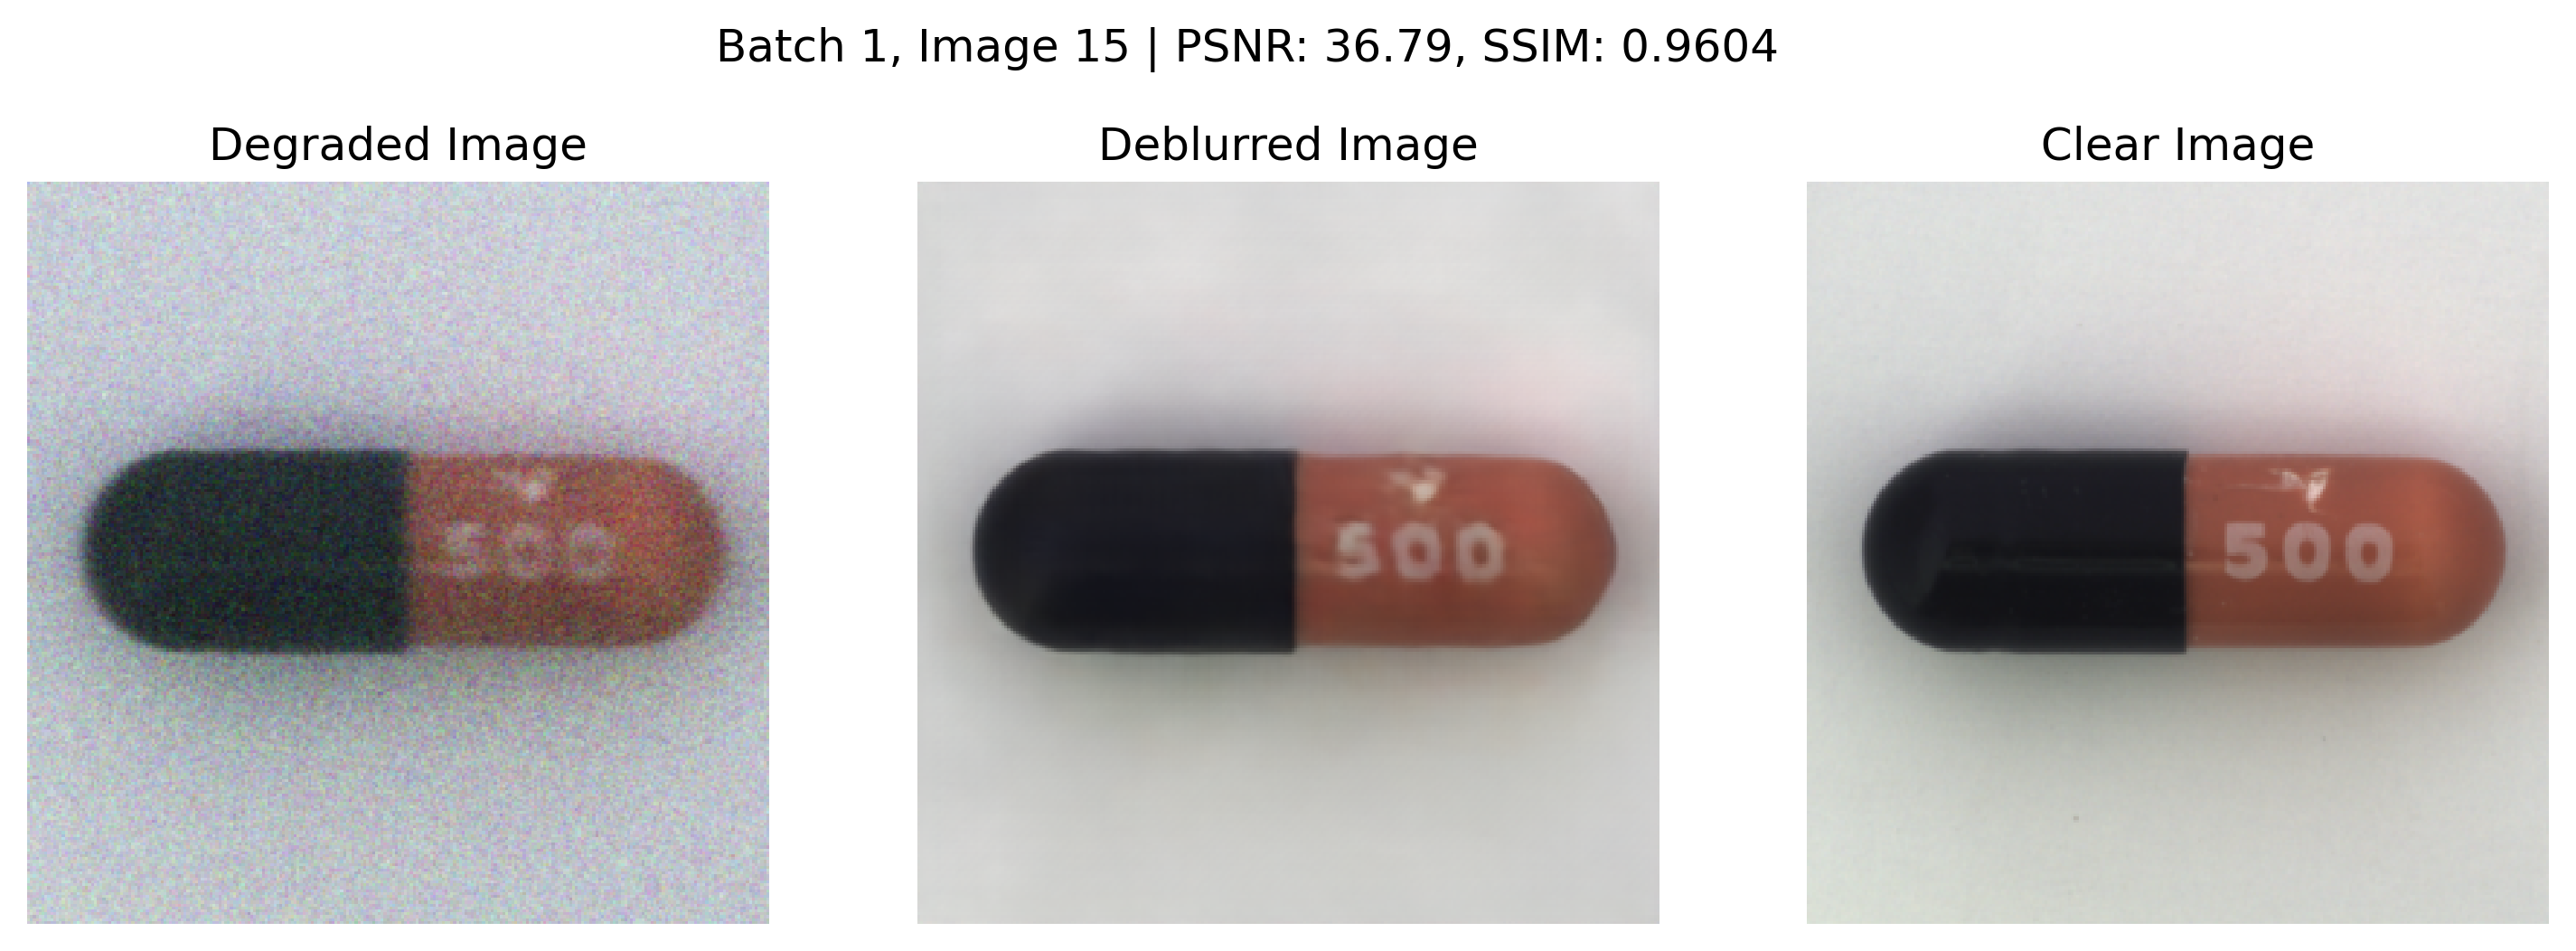 Batch 1, Image 15 | PSNR: 36.79, SSIM: 0.9604
Degraded Image
Deblurred Image
Clear Image
500
500
500